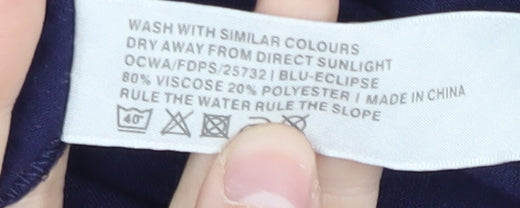 WASH WITH SIMILAR COLOURS
DRY AWAY FROM DIRECT SUNLIGHT
OCWA/FDPS/25732 | BLU-ECLIPSE
80% VISCOSE 20% POLYESTER | MADE IN CHINA
RULE THE WATER RULE THE SLOPE
40°